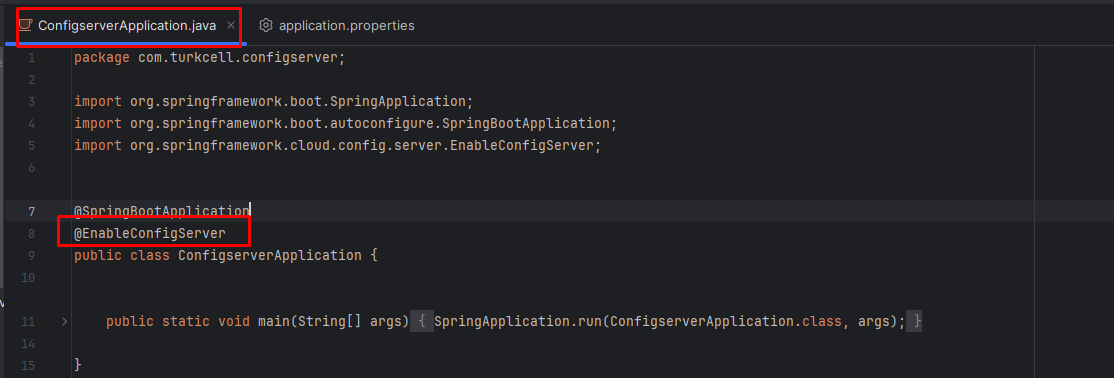 ConfigserverApplication.java × application.properties
1 package com.turkcell.configserver;
2
3 import org.springframework.boot.SpringApplication;
4 import org.springframework.boot.autoconfigure.SpringBootApplication;
5 import org.springframework.cloud.config.server.EnableConfigServer;
6
7 @SpringBootApplication
8 @EnableConfigServer
9 public class ConfigserverApplication {
10
11 > public static void main(String[] args) { SpringApplication.run(ConfigserverApplication.class, args); }
14
15 }